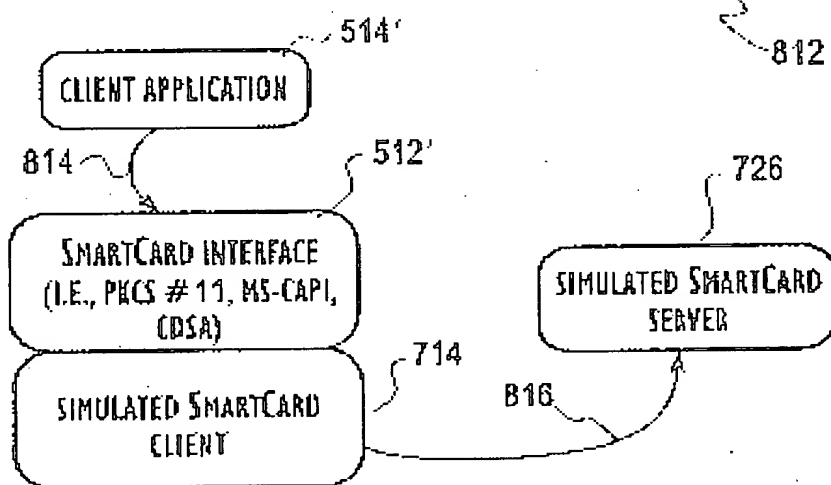 514'
812
CLIENT APPLICATION
814
512'
726
SMARTCARD INTERFACE
(I.E., PKCS # 11, MS-CAPI,
CDSA)
SIMULATED SMARTCARD
SERVER
714
816
SIMULATED SMARTCARD
CLIENT